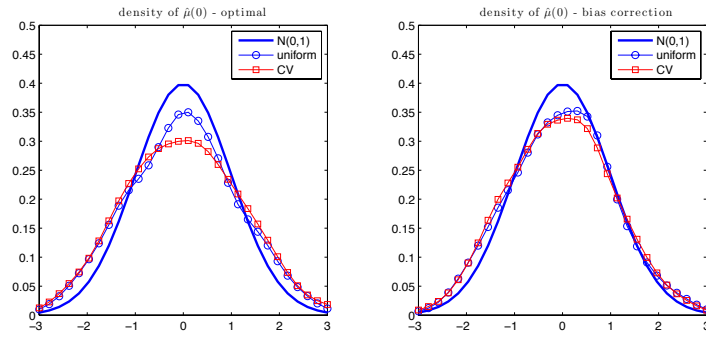 density of μ̂(0) - optimal
0.5
0.45
0.4
0.35
0.3
0.25
0.2
0.15
0.1
0.05
0
−3 −2 −1 0 1 2 3
N(0,1)
uniform
CV
density of μ̂(0) - bias correction
0.5
0.45
0.4
0.35
0.3
0.25
0.2
0.15
0.1
0.05
0
−3 −2 −1 0 1 2 3
N(0,1)
uniform
CV